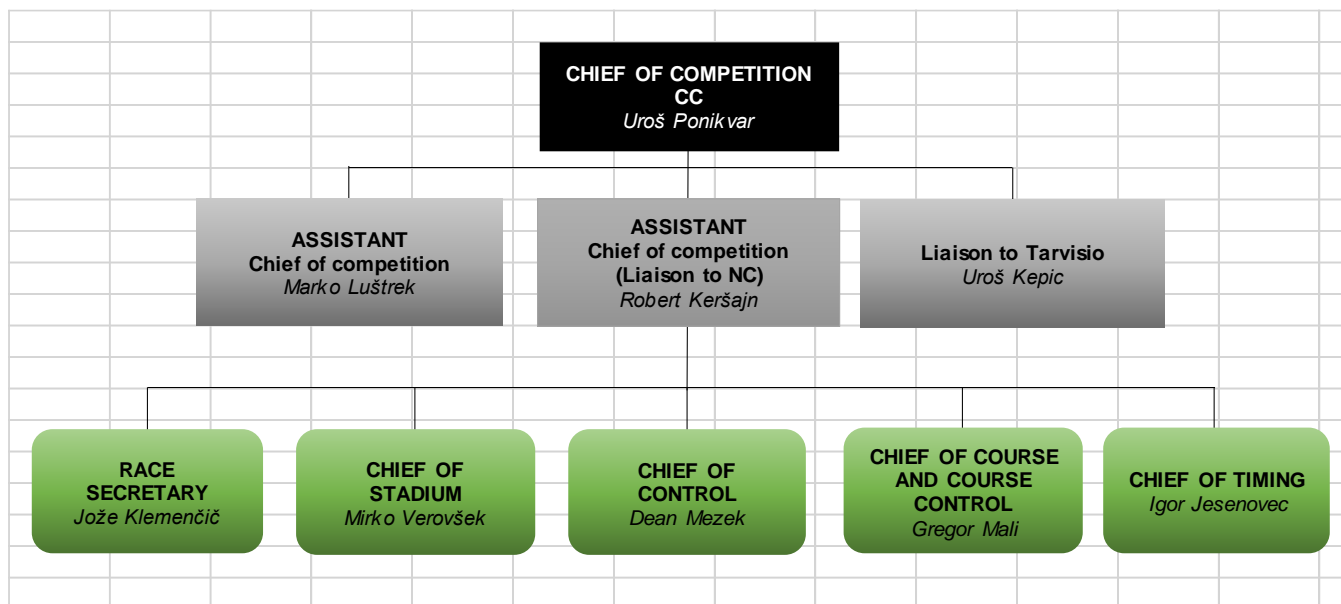 CHIEF OF COMPETITION
CC
Uroš Ponikvar
ASSISTANT
Chief of competition
Marko Luštrek
ASSISTANT
Chief of competition
(Liaison to NC)
Robert Keršajn
Liaison to Tarvisio
Uroš Kepic
RACE
SECRETARY
Jože Klemenčič
CHIEF OF
STADIUM
Mirko Verovšek
CHIEF OF
CONTROL
Dean Mezek
CHIEF OF COURSE
AND COURSE
CONTROL
Gregor Mali
CHIEF OF TIMING
Igor Jesenovec